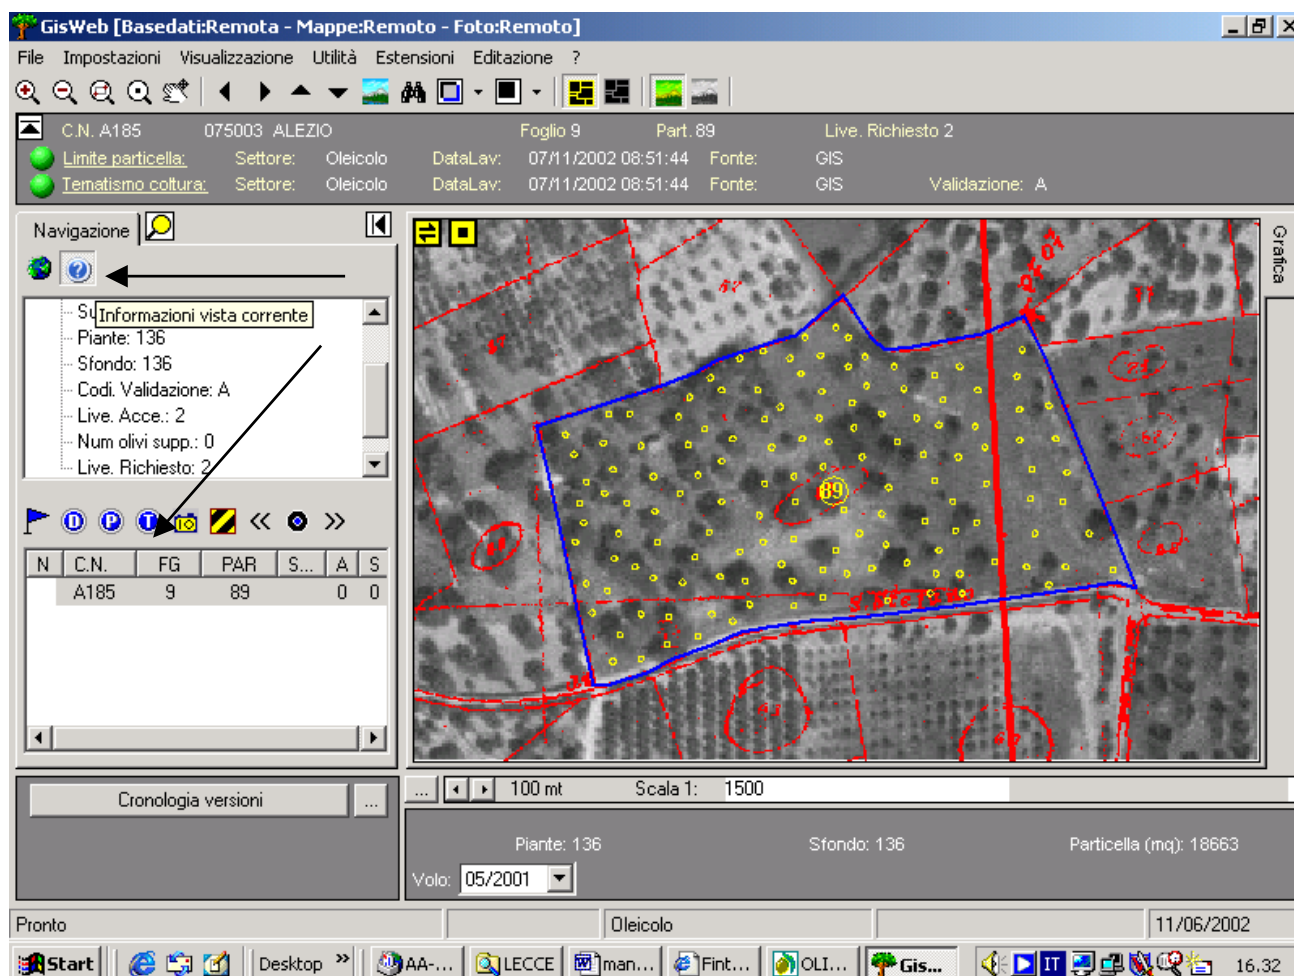 GisWeb [Basedati:Remota - Mappe:Remoto - Foto:Remoto]
File Impostazioni Visualizzazione Utilità Estensioni Editazione ?
C.N. A185 075003 ALEZIO Foglio 9 Part. 89 Live. Richiesto 2
Limite particella: Settore: Oleicolo DataLav: 07/11/2002 08:51:44 Fonte: GIS
Tematismo coltura: Settore: Oleicolo DataLav: 07/11/2002 08:51:44 Fonte: GIS Validazione: A
Navigazione
Informazioni vista corrente
Piante: 136
Sfondo: 136
Codi. Validazione: A
Live. Acce.: 2
Num olivi supp.: 0
Live. Richiesto: 2
D P T
N C.N. FG PAR S... A S
A185 9 89 0 0
Cronologia versioni ...
Grafica
89
... 100 mt Scala 1: 1500
Piante: 136 Sfondo: 136 Particella (mq): 18663
Volo: 05/2001
Pronto Oleicolo 11/06/2002
Start Desktop » AA-... LECCE man... Fint... OLI... Gis... IT 16.32